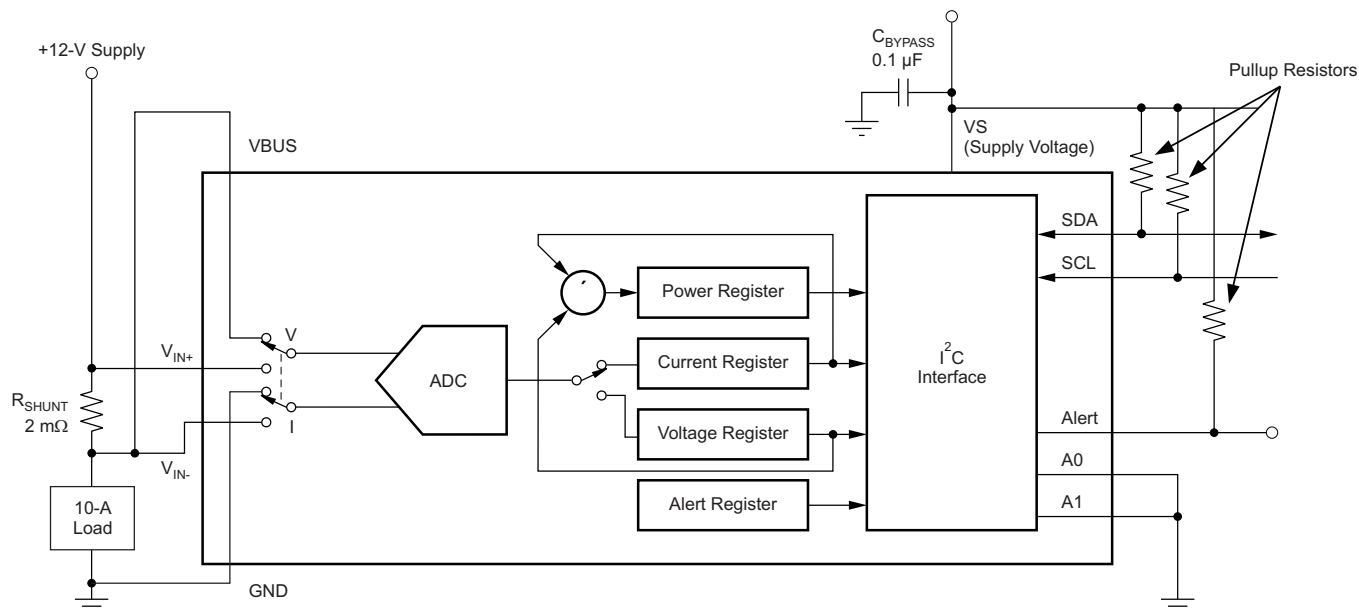 +12-V Supply
VBUS
C_BYPASS
0.1 µF
VS
(Supply Voltage)
Pullup Resistors
SDA
SCL
´
Power Register
V
V_IN+
R_SHUNT
2 mΩ
V_IN-
I
ADC
Current Register
Voltage Register
Alert Register
I²C
Interface
Alert
A0
A1
10-A
Load
GND